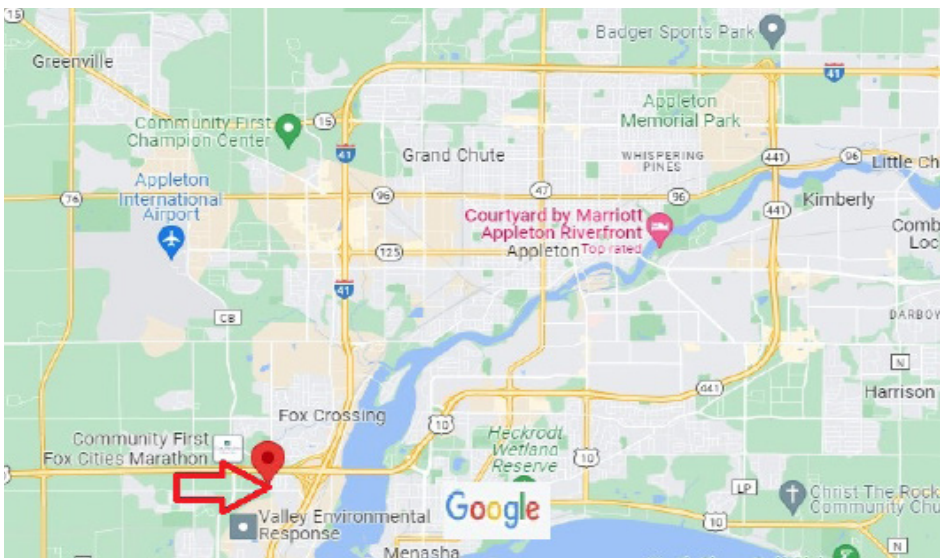 15
Badger Sports Park
Greenville
41
Appleton
Memorial Park
Community First
Champion Center
15
41
Grand Chute
WHISPERING
PINES
441
96
Little Ch
Appleton
International
Airport
76
96
47
96
Kimberly
441
Courtyard by Marriott
Appleton Riverfront
Top rated
Appleton
125
Comb
Loc
41
CB
DARBOY
N
441
Harrison
Fox Crossing
10
Community First
Fox Cities Marathon
Heckrodt
Wetland
Reserve
10
LP
Christ The Rock
Community Chu
Google
Valley Environmental
Response
10
Menasha
N